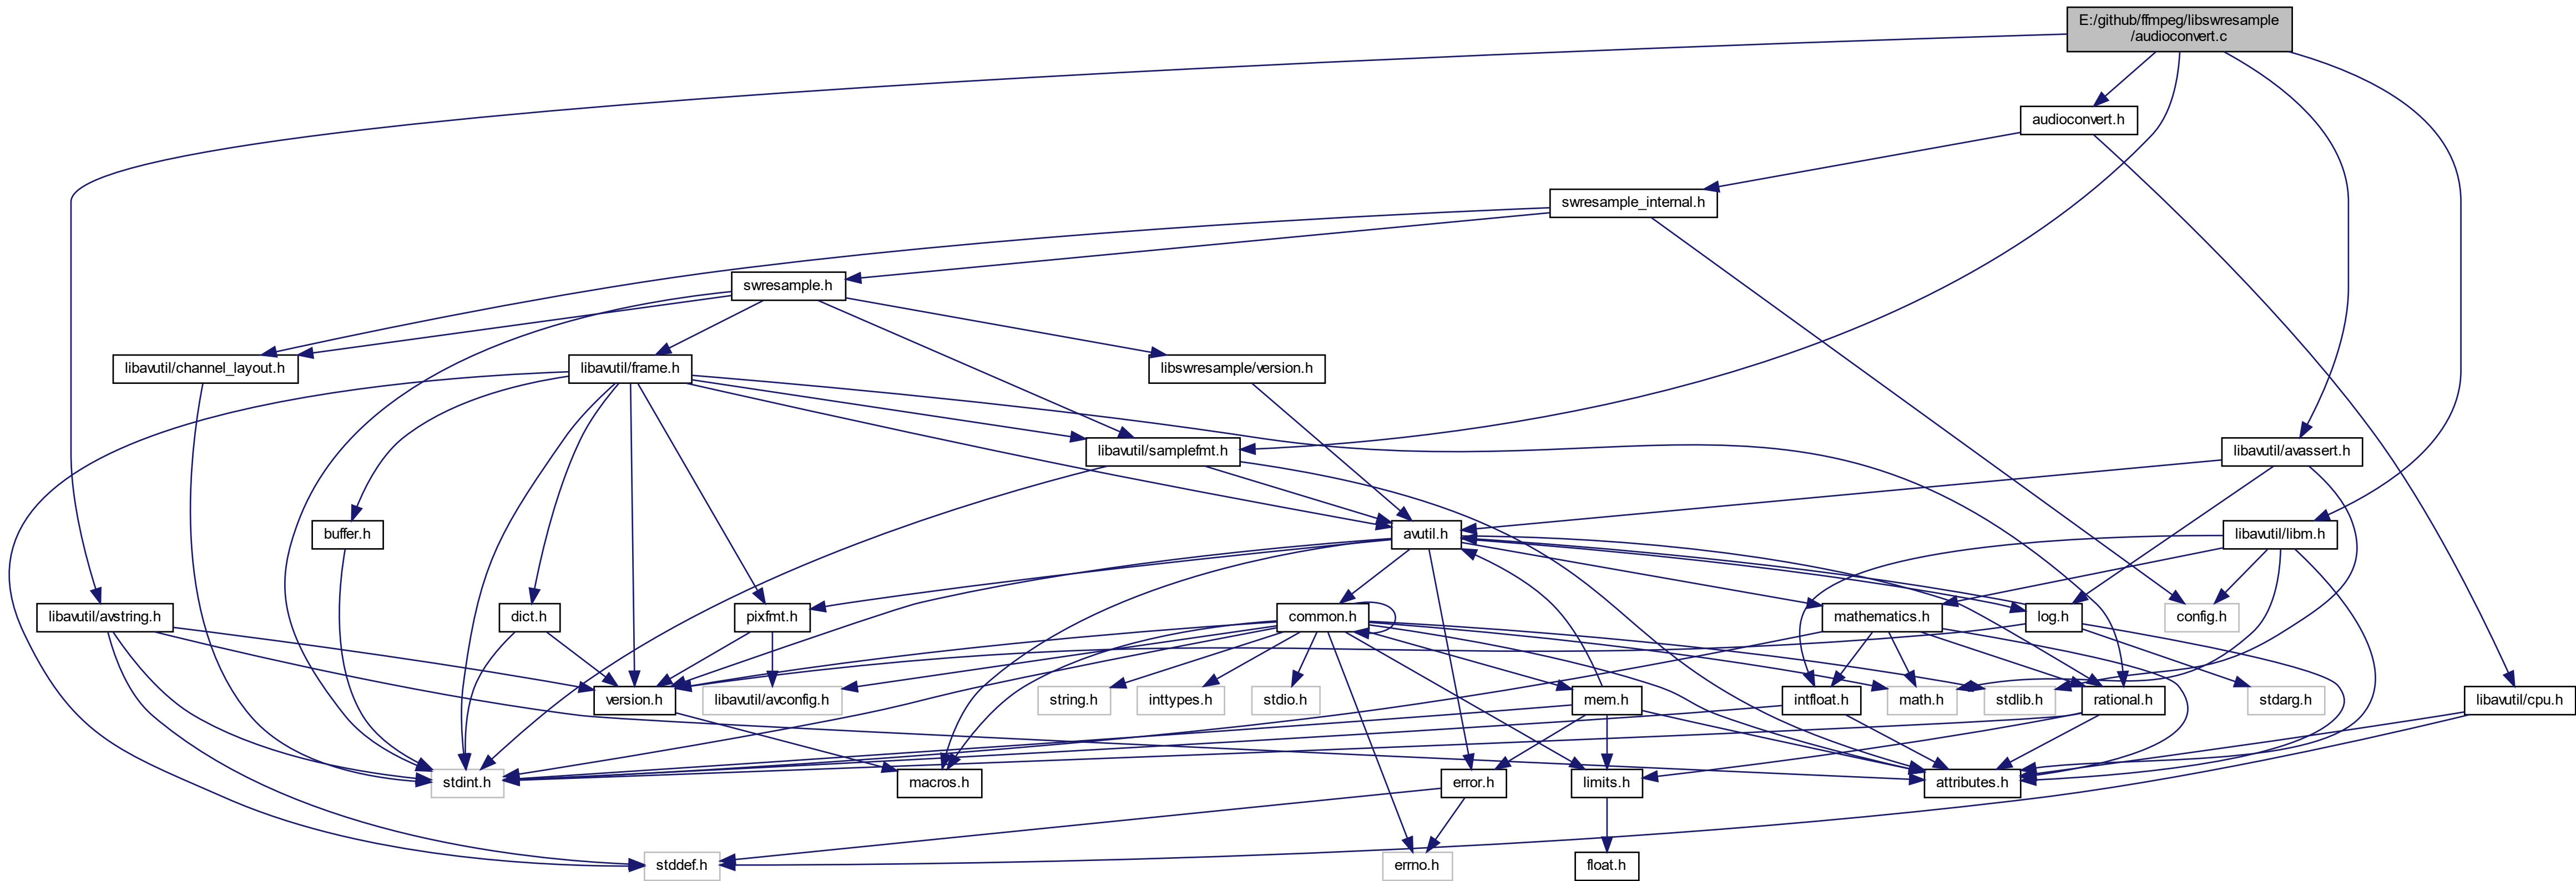 E:/github/ffmpeg/libswresample
/audioconvert.c
audioconvert.h
swresample_internal.h
swresample.h
libavutil/channel_layout.h
libavutil/frame.h
libswresample/version.h
libavutil/samplefmt.h
libavutil/avassert.h
buffer.h
avutil.h
libavutil/libm.h
libavutil/avstring.h
dict.h
pixfmt.h
common.h
mathematics.h
log.h
config.h
version.h
libavutil/avconfig.h
string.h
inttypes.h
stdio.h
mem.h
intfloat.h
math.h
stdlib.h
rational.h
stdarg.h
libavutil/cpu.h
stdint.h
macros.h
error.h
limits.h
attributes.h
stddef.h
errno.h
float.h